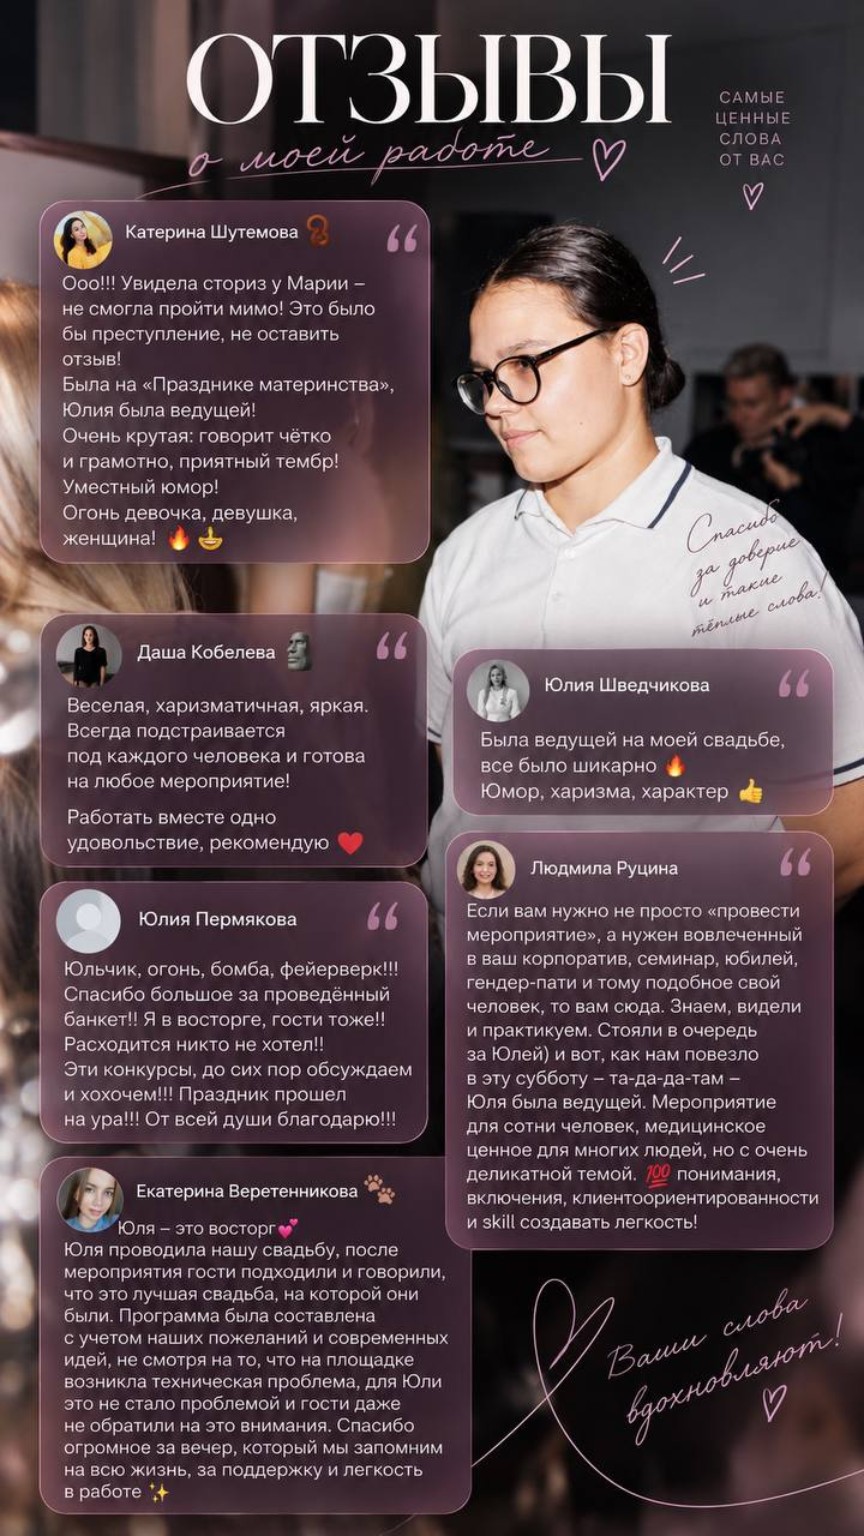 ОТЗЫВЫ
о моей работе
САМЫЕ
ЦЕННЫЕ
СЛОВА
ОТ ВАС
Катерина Шутемова
Ооо!!! Увидела сториз у Марии –
не смогла пройти мимо! Это было
бы преступление, не оставить
отзыв!
Была на «Празднике материнства»,
Юлия была ведущей!
Очень крутая: говорит чётко
и грамотно, приятный тембр!
Уместный юмор!
Огонь девочка, девушка,
женщина! 🔥
Спасибо
за доверие
и такие
тёплые слова!
Даша Кобелева 🗿
Веселая, харизматичная, яркая.
Всегда подстраивается
под каждого человека и готова
на любое мероприятие!
Работать вместе одно
удовольствие, рекомендую ❤️
Юлия Шведчикова
Была ведущей на моей свадьбе,
все было шикарно 🔥
Юмор, харизма, характер 👍
Юлия Пермякова
Юльчик, огонь, бомба, фейерверк!!!
Спасибо большое за проведённый
банкет!! Я в восторге, гости тоже!!
Расходится никто не хотел!!
Эти конкурсы, до сих пор обсуждаем
и хохочем!!! Праздник прошел
на ура!!! От всей души благодарю!!!
Людмила Руцина
Если вам нужно не просто «провести
мероприятие», а нужен вовлеченный
в ваш корпоратив, семинар, юбилей,
гендер-пати и тому подобное свой
человек, то вам сюда. Знаем, видели
и практикуем. Стояли в очередь
за Юлей) и вот, как нам повезло
в эту субботу – та-да-да-там –
Юля была ведущей. Мероприятие
для сотни человек, медицинское
ценное для многих людей, но с очень
деликатной темой. 💯 понимания,
включения, клиентоориентированности
и skill создавать легкость!
Екатерина Веретенникова 🐾
Юля – это восторг💕
Юля проводила нашу свадьбу, после
мероприятия гости подходили и говорили,
что это лучшая свадьба, на которой они
были. Программа была составлена
с учетом наших пожеланий и современных
идей, не смотря на то, что на площадке
возникла техническая проблема, для Юли
это не стало проблемой и гости даже
не обратили на это внимания. Спасибо
огромное за вечер, который мы запомним
на всю жизнь, за поддержку и легкость
в работе ✨
Ваши слова
вдохновляют!